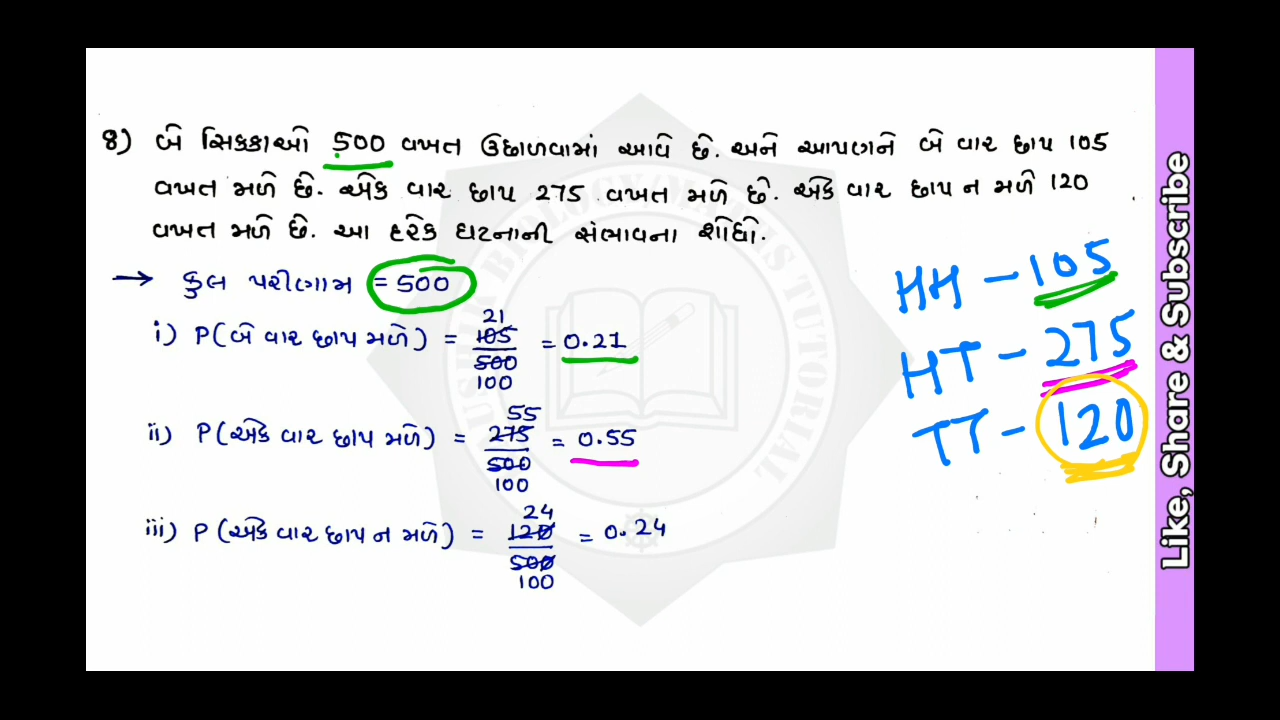 8) બે સિક્કાઓ 500 વખત ઉછાળવામાં આવે છે. અને આપણને બે વાર છાપ 105
વખત મળે છે. એક વાર છાપ 275 વખત મળે છે. એક વાર છાપ ન મળે 120
વખત મળે છે. આ દરેક ઘટનાની સંભાવના શોધો.
→ કુલ પરીણામ = 500
i) P(બે વાર છાપ મળે) = 105/500 21/100 = 0.21
ii) P(એક વાર છાપ મળે) = 275/500 55/100 = 0.55
iii) P(એક વાર છાપ ન મળે) = 120/500 24/100 = 0.24
HH - 105
HT - 275
TT - 120
Like, Share & Subscribe